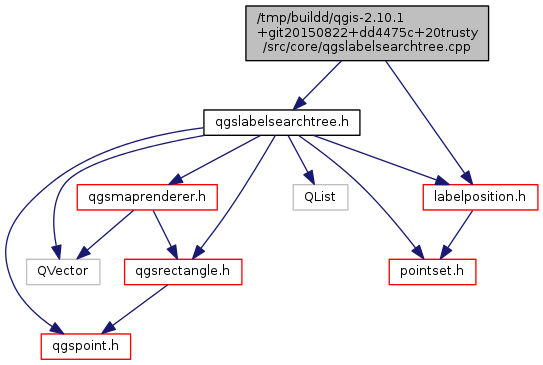 /tmp/buildd/qgis-2.10.1
+git20150822+dd4475c+20trusty
/src/core/qgslabelsearchtree.cpp
qgslabelsearchtree.h
qgsmaprenderer.h
QList
labelposition.h
QVector
qgsrectangle.h
pointset.h
qgspoint.h